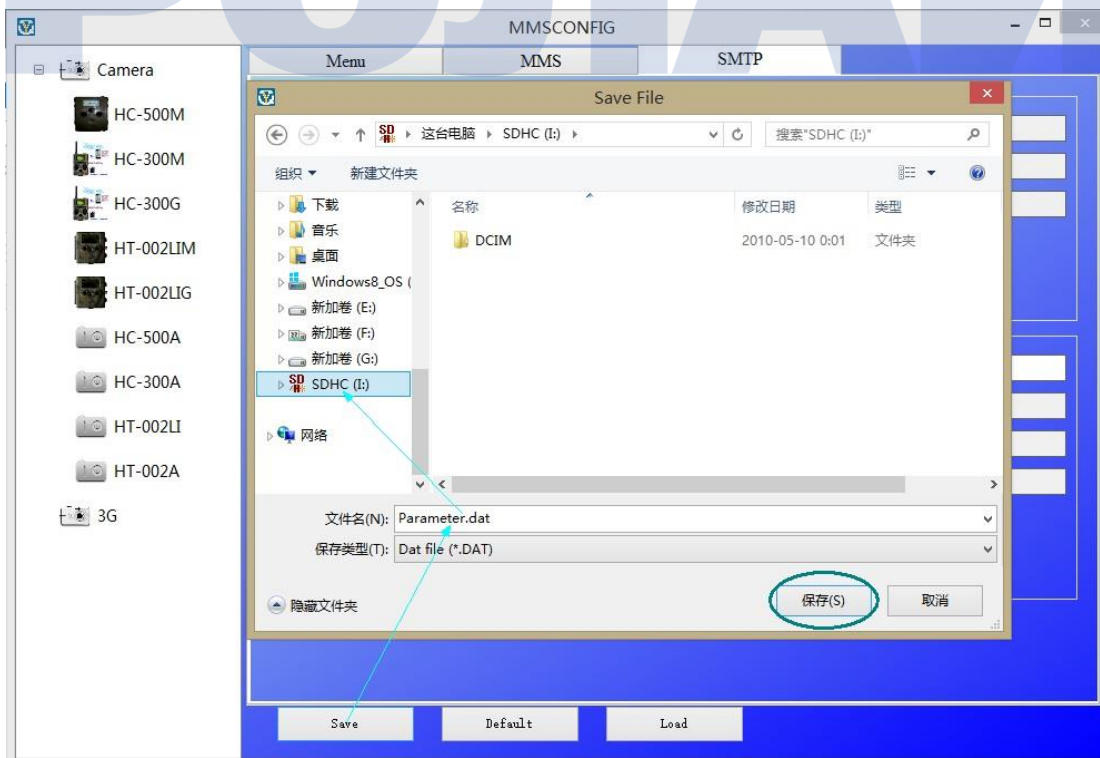 MMSCONFIG
Menu
MMS
SMTP
Camera
HC-500M
HC-300M
HC-300G
HT-002LIM
HT-002LIG
HC-500A
HC-300A
HT-002LI
HT-002A
3G
Save File
这台电脑 SDHC (I:)
搜索"SDHC (I:)"
组织
新建文件夹
下载
音乐
桌面
Windows8_OS (
新加卷 (E:)
新加卷 (F:)
新加卷 (G:)
SDHC (I:)
网络
名称
修改日期
类型
DCIM
2010-05-10 0:01
文件夹
文件名(N): Parameter.dat
保存类型(T): Dat file (*.DAT)
隐藏文件夹
保存(S)
取消
Save
Default
Load